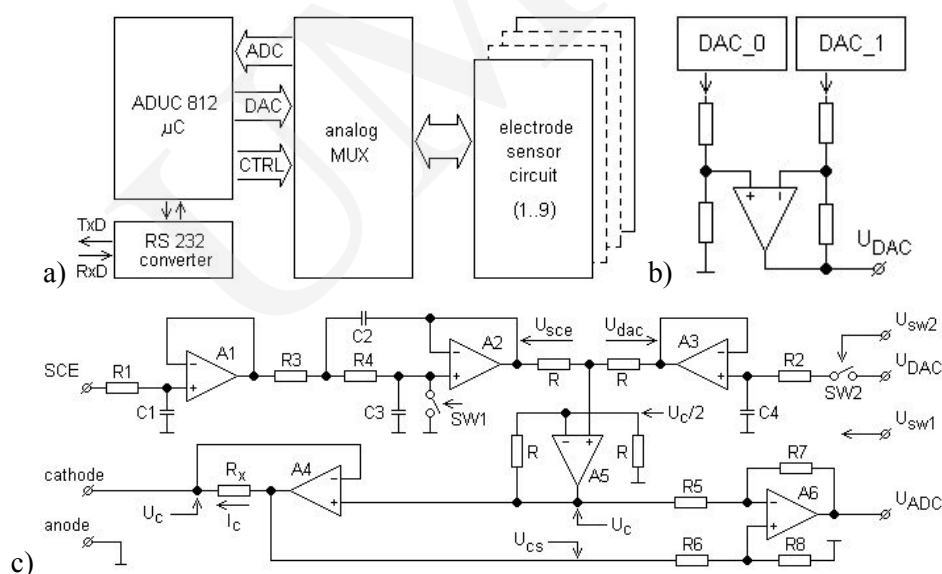 ADUC 812
µC
ADC
DAC
CTRL
analog
MUX
electrode
sensor
circuit
(1..9)
TxD
RxD
RS 232
converter
a)
DAC_0
DAC_1
+
−
U_DAC
b)
SCE
R1
C1
A1
−
+
R3
C2
R4
C3
SW1
A2
−
+
U_sce
R
U_dac
R
A3
−
+
C4
R2
SW2
U_sw2
U_DAC
U_sw1
U_c/2
R
−
+
R
A5
cathode
U_c
R_x
I_c
A4
−
+
U_c
U_cs
R5
R6
R7
A6
−
+
R8
U_ADC
anode
c)